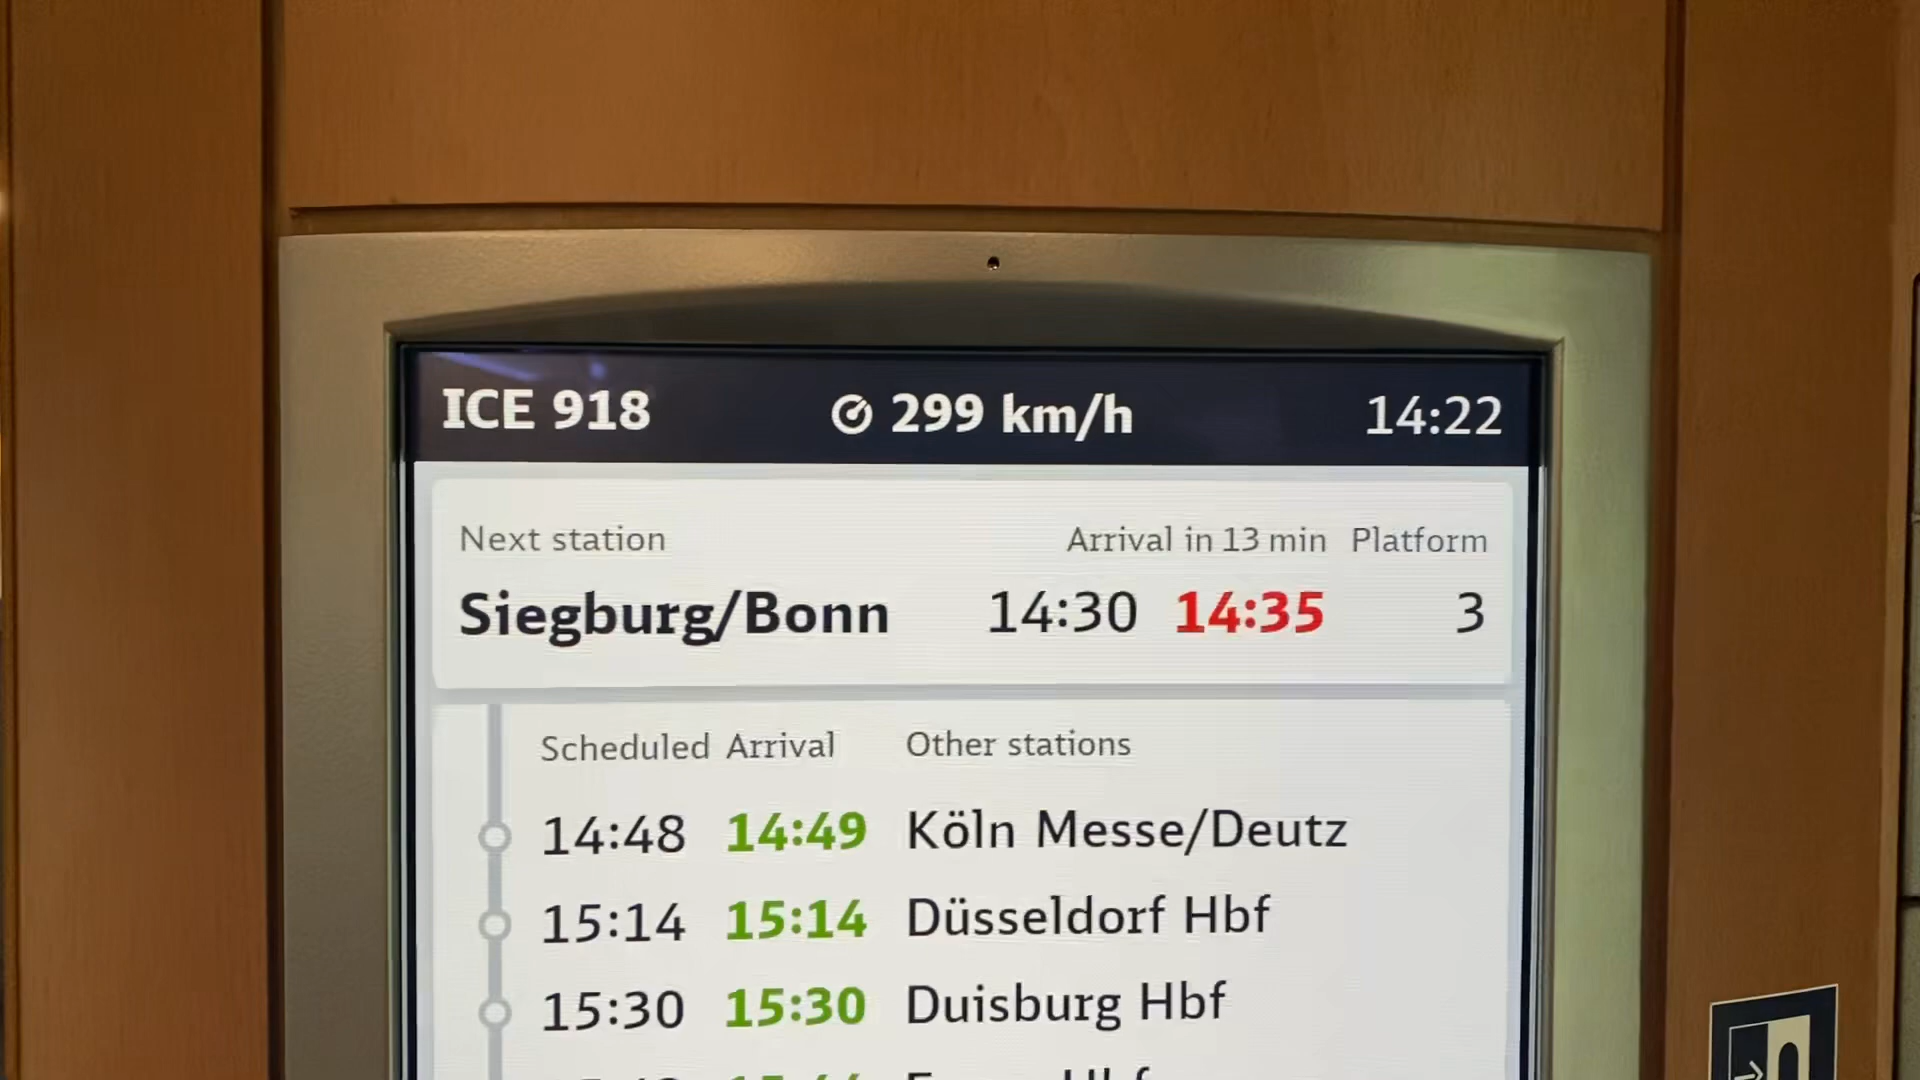 ICE 918 299 km/h 14:22
Next station Arrival in 13 min Platform
Siegburg/Bonn 14:30 14:35 3
Scheduled Arrival Other stations
14:48 14:49 Köln Messe/Deutz
15:14 15:14 Düsseldorf Hbf
15:30 15:30 Duisburg Hbf